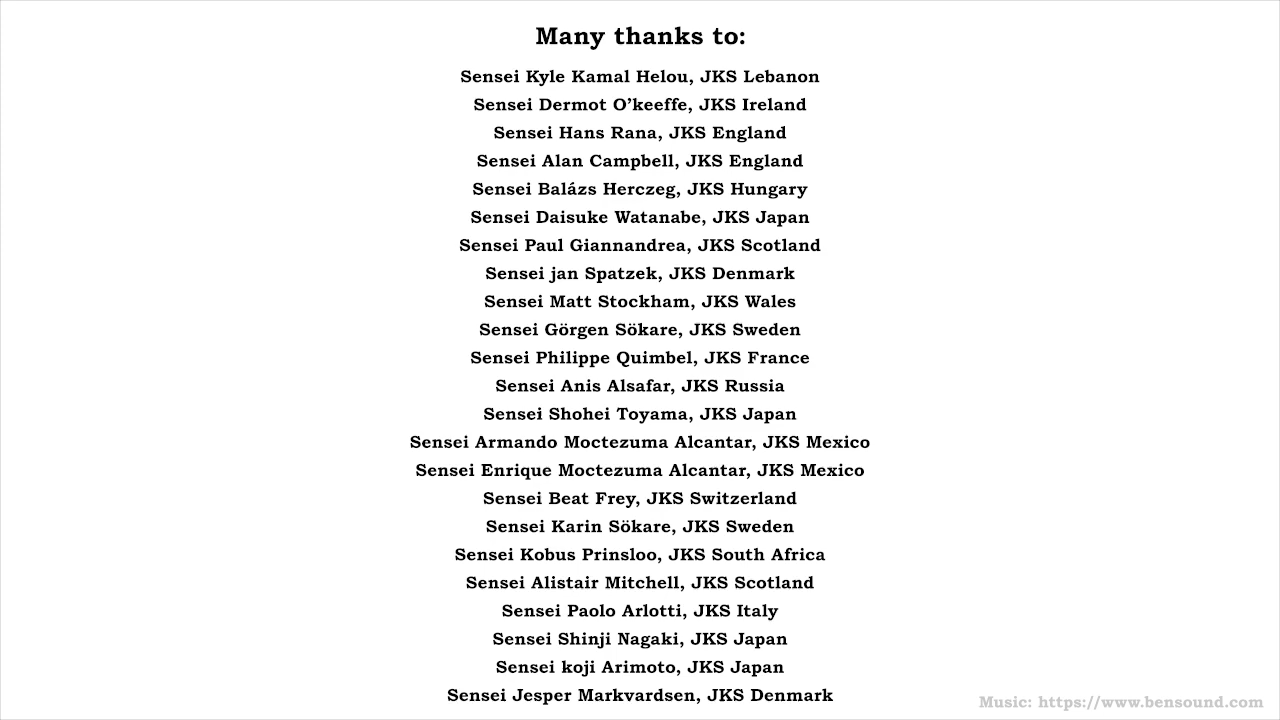 Many thanks to:
Sensei Kyle Kamal Helou, JKS Lebanon
Sensei Dermot O’keeffe, JKS Ireland
Sensei Hans Rana, JKS England
Sensei Alan Campbell, JKS England
Sensei Balázs Herczeg, JKS Hungary
Sensei Daisuke Watanabe, JKS Japan
Sensei Paul Giannandrea, JKS Scotland
Sensei jan Spatzek, JKS Denmark
Sensei Matt Stockham, JKS Wales
Sensei Görgen Sökare, JKS Sweden
Sensei Philippe Quimbel, JKS France
Sensei Anis Alsafar, JKS Russia
Sensei Shohei Toyama, JKS Japan
Sensei Armando Moctezuma Alcantar, JKS Mexico
Sensei Enrique Moctezuma Alcantar, JKS Mexico
Sensei Beat Frey, JKS Switzerland
Sensei Karin Sökare, JKS Sweden
Sensei Kobus Prinsloo, JKS South Africa
Sensei Alistair Mitchell, JKS Scotland
Sensei Paolo Arlotti, JKS Italy
Sensei Shinji Nagaki, JKS Japan
Sensei koji Arimoto, JKS Japan
Sensei Jesper Markvardsen, JKS Denmark
Music: https://www.bensound.com